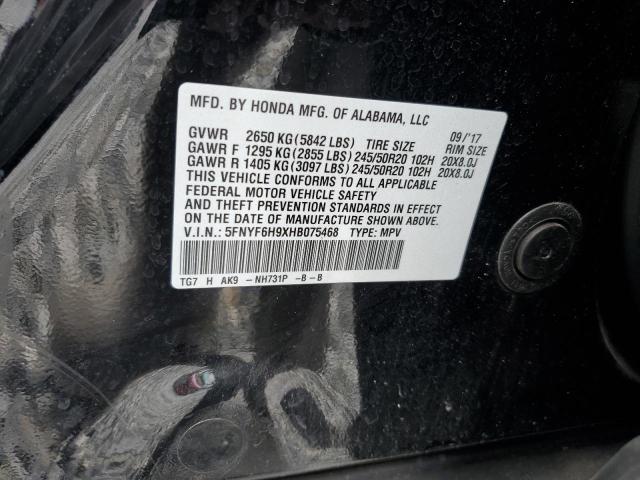 MFD. BY HONDA MFG. OF ALABAMA, LLC
09/'17
GVWR 2650 KG(5842 LBS) TIRE SIZE RIM SIZE
GAWR F 1295 KG(2855 LBS) 245/50R20 102H 20X8.0J
GAWR R 1405 KG(3097 LBS) 245/50R20 102H 20X8.0J
THIS VEHICLE CONFORMS TO ALL APPLICABLE
FEDERAL MOTOR VEHICLE SAFETY
AND THEFT PREVENTION STANDARDS IN EFFECT
ON THE DATE OF MANUFACTURE SHOWN ABOVE.
V.I.N.: 5FNYF6H9XHB075468 TYPE: MPV
TG7 H AK9 -NH731P -B-B